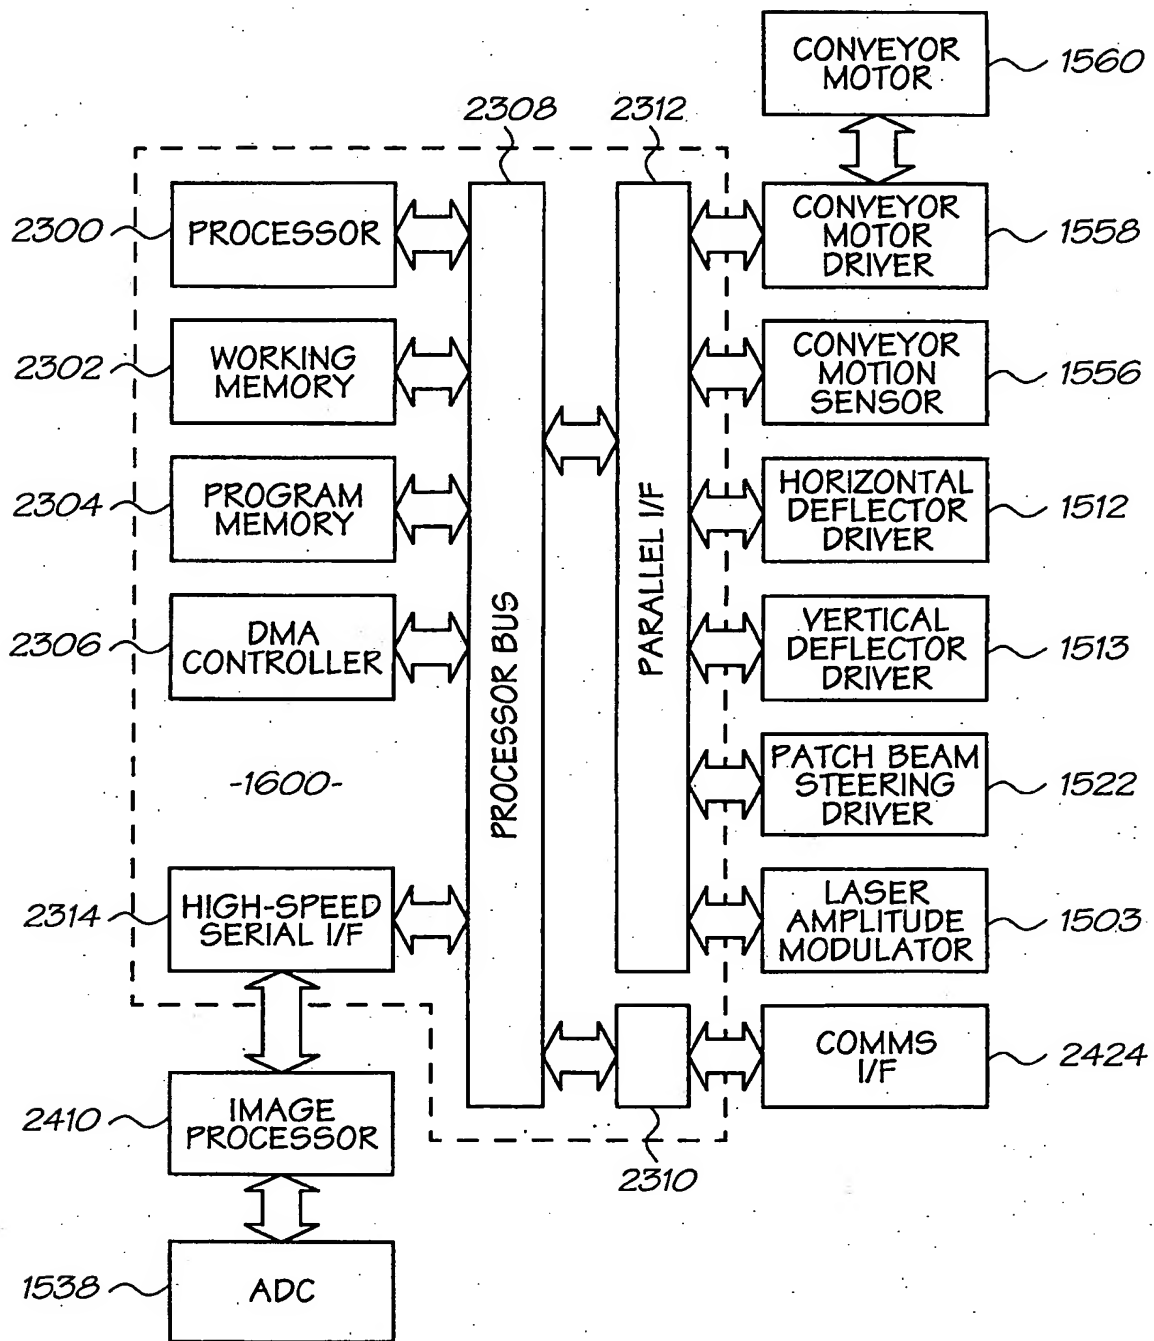 CONVEYOR
MOTOR
1560
2308
2312
2300
PROCESSOR
CONVEYOR
MOTOR
DRIVER
1558
2302
WORKING
MEMORY
CONVEYOR
MOTION
SENSOR
1556
2304
PROGRAM
MEMORY
HORIZONTAL
DEFLECTOR
DRIVER
1512
2306
DMA
CONTROLLER
PROCESSOR BUS
PARALLEL I/F
VERTICAL
DEFLECTOR
DRIVER
1513
-1600-
PATCH BEAM
STEERING
DRIVER
1522
2314
HIGH-SPEED
SERIAL I/F
LASER
AMPLITUDE
MODULATOR
1503
COMMS
I/F
2424
2410
IMAGE
PROCESSOR
2310
1538
ADC